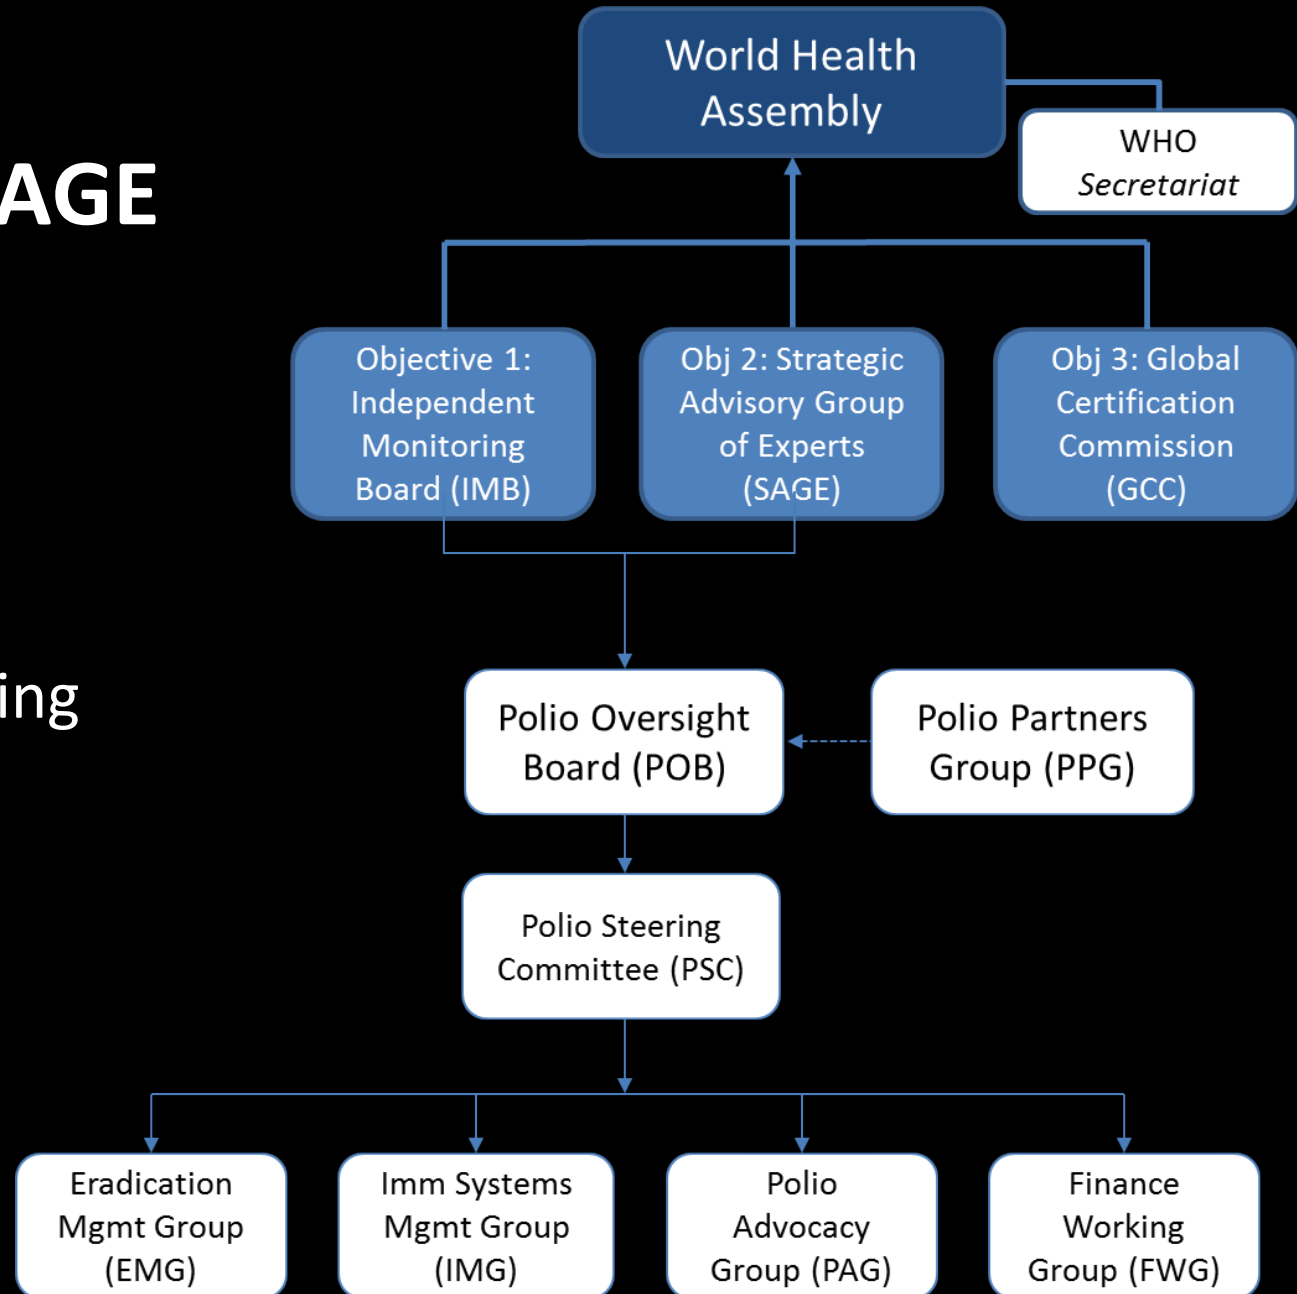 World Health
Assembly
WHO
Secretariat
AGE
Objective 1:
Independent
Monitoring
Board (IMB)
Obj 2: Strategic
Advisory Group
of Experts
(SAGE)
Obj 3: Global
Certification
Commission
(GCC)
ing
Polio Oversight
Board (POB)
Polio Partners
Group (PPG)
Polio Steering
Committee (PSC)
Eradication
Mgmt Group
(EMG)
Imm Systems
Mgmt Group
(IMG)
Polio
Advocacy
Group (PAG)
Finance
Working
Group (FWG)